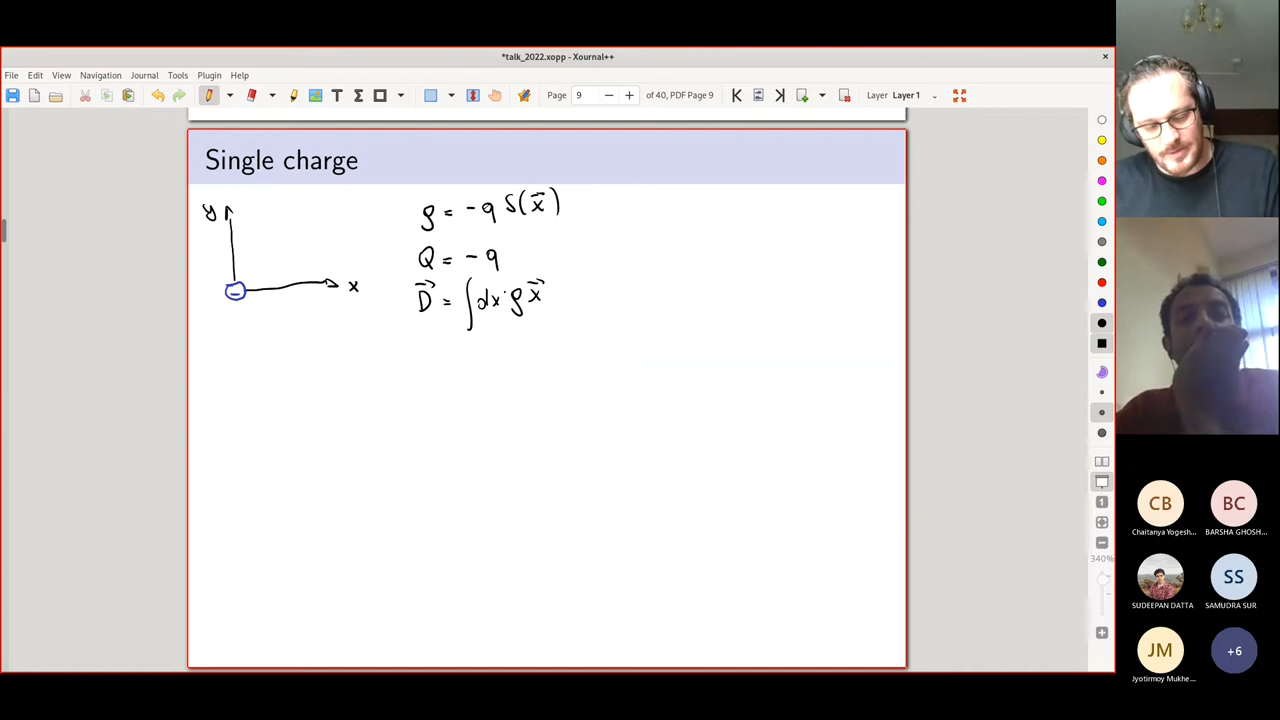 *talk_2022.xopp - Xournal++
File Edit View Navigation Journal Tools Plugin Help
Page 9 of 40, PDF Page 9 Layer Layer 1
Single charge
y
x
ρ = -q δ(x⃗)
Q = -q
D⃗ = ∫dx·ρx⃗
340%
CB
BC
Chaitanya Yogesh...
BARSHA GHOSH...
SS
SUDEEPAN DATTA
SAMUDRA SUR
JM
+6
Jyotirmoy Mukhe...